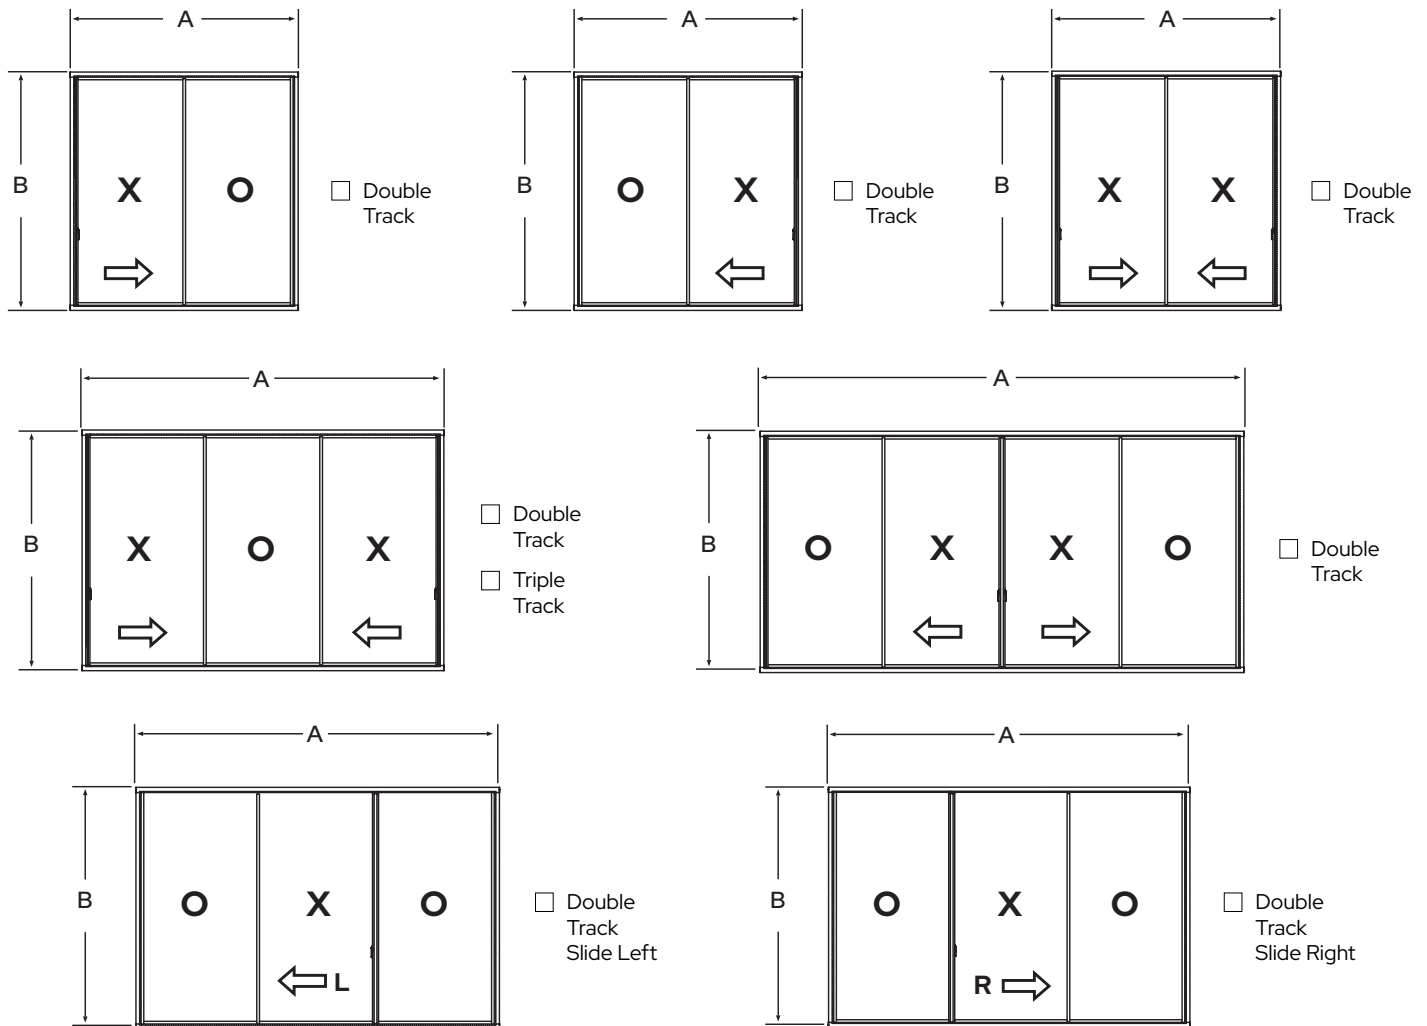 A
A
A
B
X
O
Double
Track
B
O
X
Double
Track
B
X
X
Double
Track
A
A
B
X
O
X
Double
Track
Triple
Track
B
O
X
X
O
Double
Track
A
A
B
O
X
O
L
Double
Track
Slide Left
B
O
X
O
R
Double
Track
Slide Right